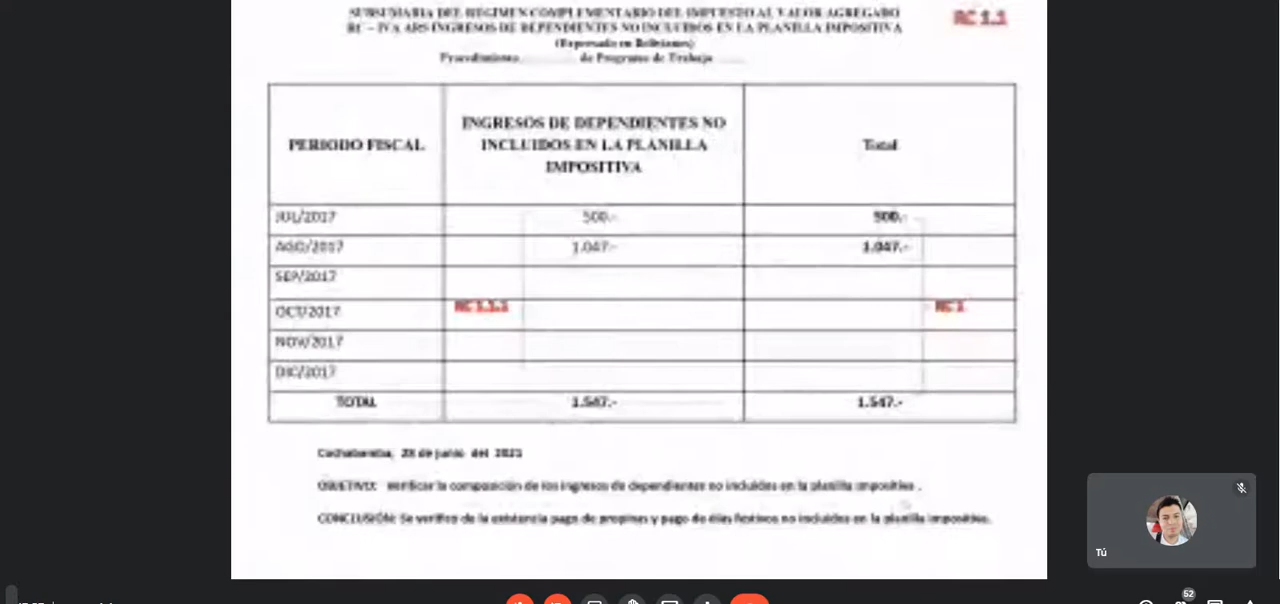 SUBSUMARIA DEL REGIMEN COMPLEMENTARIO DEL IMPUESTO AL VALOR AGREGADO
RC 1.1
RC – IVA ARS INGRESOS DE DEPENDIENTES NO INCLUIDOS EN LA PLANILLA IMPOSITIVA
(Expresado en Bolivianos)
Procedimiento............ de Programa de Trabajo ......
PERIODO FISCAL
INGRESOS DE DEPENDIENTES NO
INCLUIDOS EN LA PLANILLA
IMPOSITIVA
Total
JUL/2017 500.- 500.-
AGO/2017 1.047.- 1.047.-
SEP/2017
OCT/2017 RC 1.1.1 RC 1
NOV/2017
DIC/2017
TOTAL 1.547.- 1.547.-
Cochabamba, 28 de junio del 2021
OBJETIVO: verificar la composición de los ingresos de dependientes no incluidos en la planilla impositiva .
CONCLUSIÓN: Se verifico de la existencia pago de propinas y pago de días festivos no incluidos en la planilla impositiva.
Tú
52